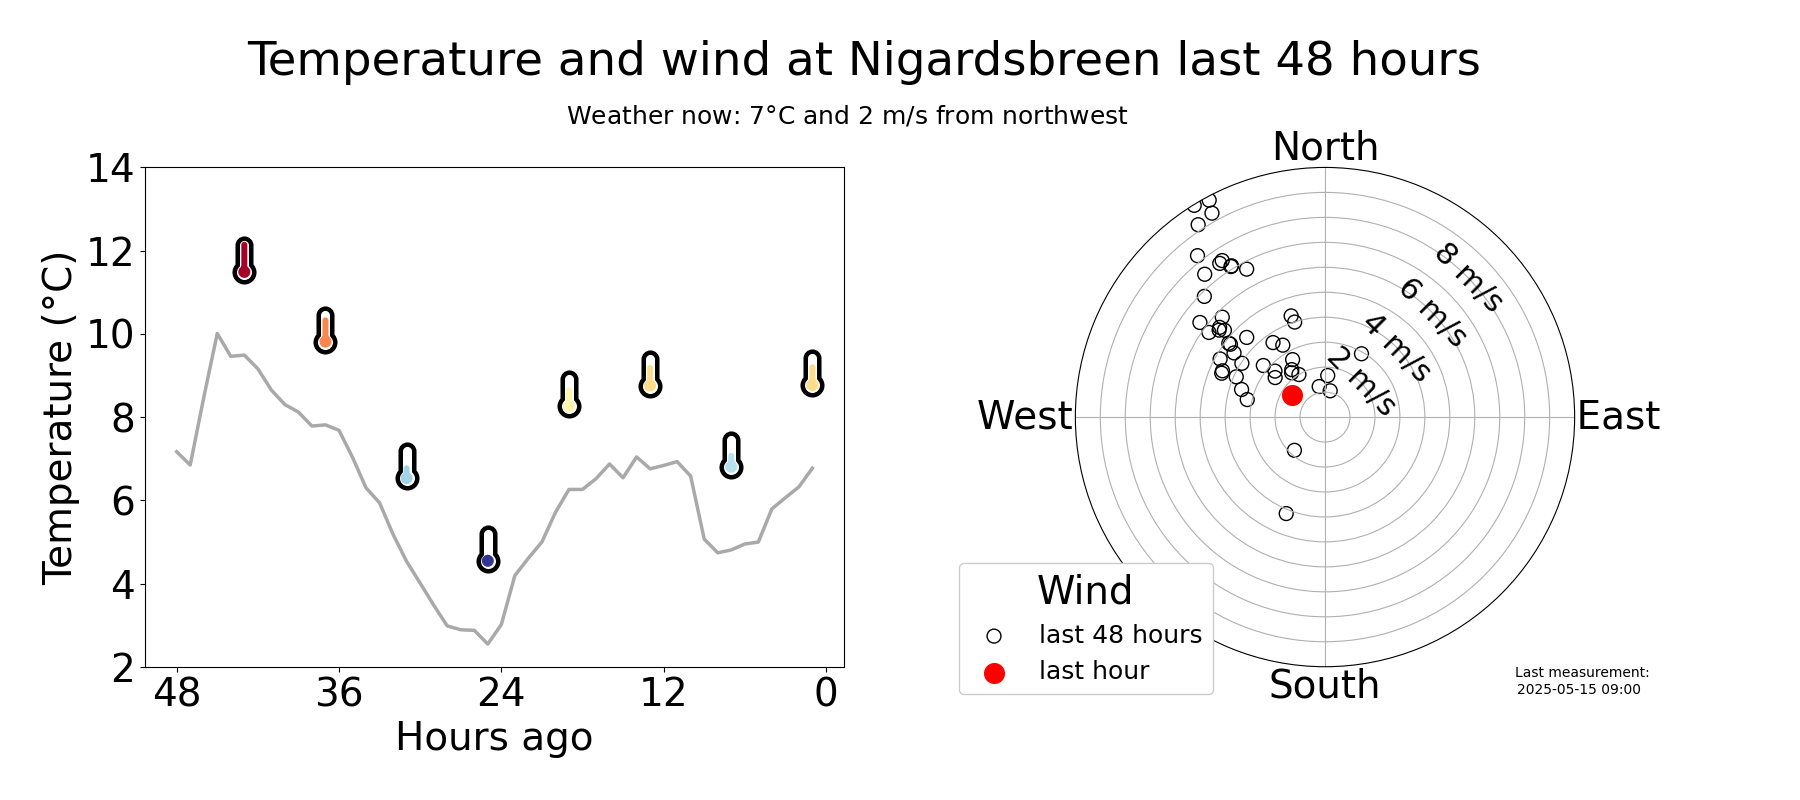 Temperature and wind at Nigardsbreen last 48 hours
Weather now: 7°C and 2 m/s from northwest
14
12
10
8
6
4
2
Temperature (°C)
48 36 24 12 0
Hours ago
North
West
East
South
8 m/s
6 m/s
4 m/s
2 m/s
Wind
last 48 hours
last hour
Last measurement:
2025-05-15 09:00